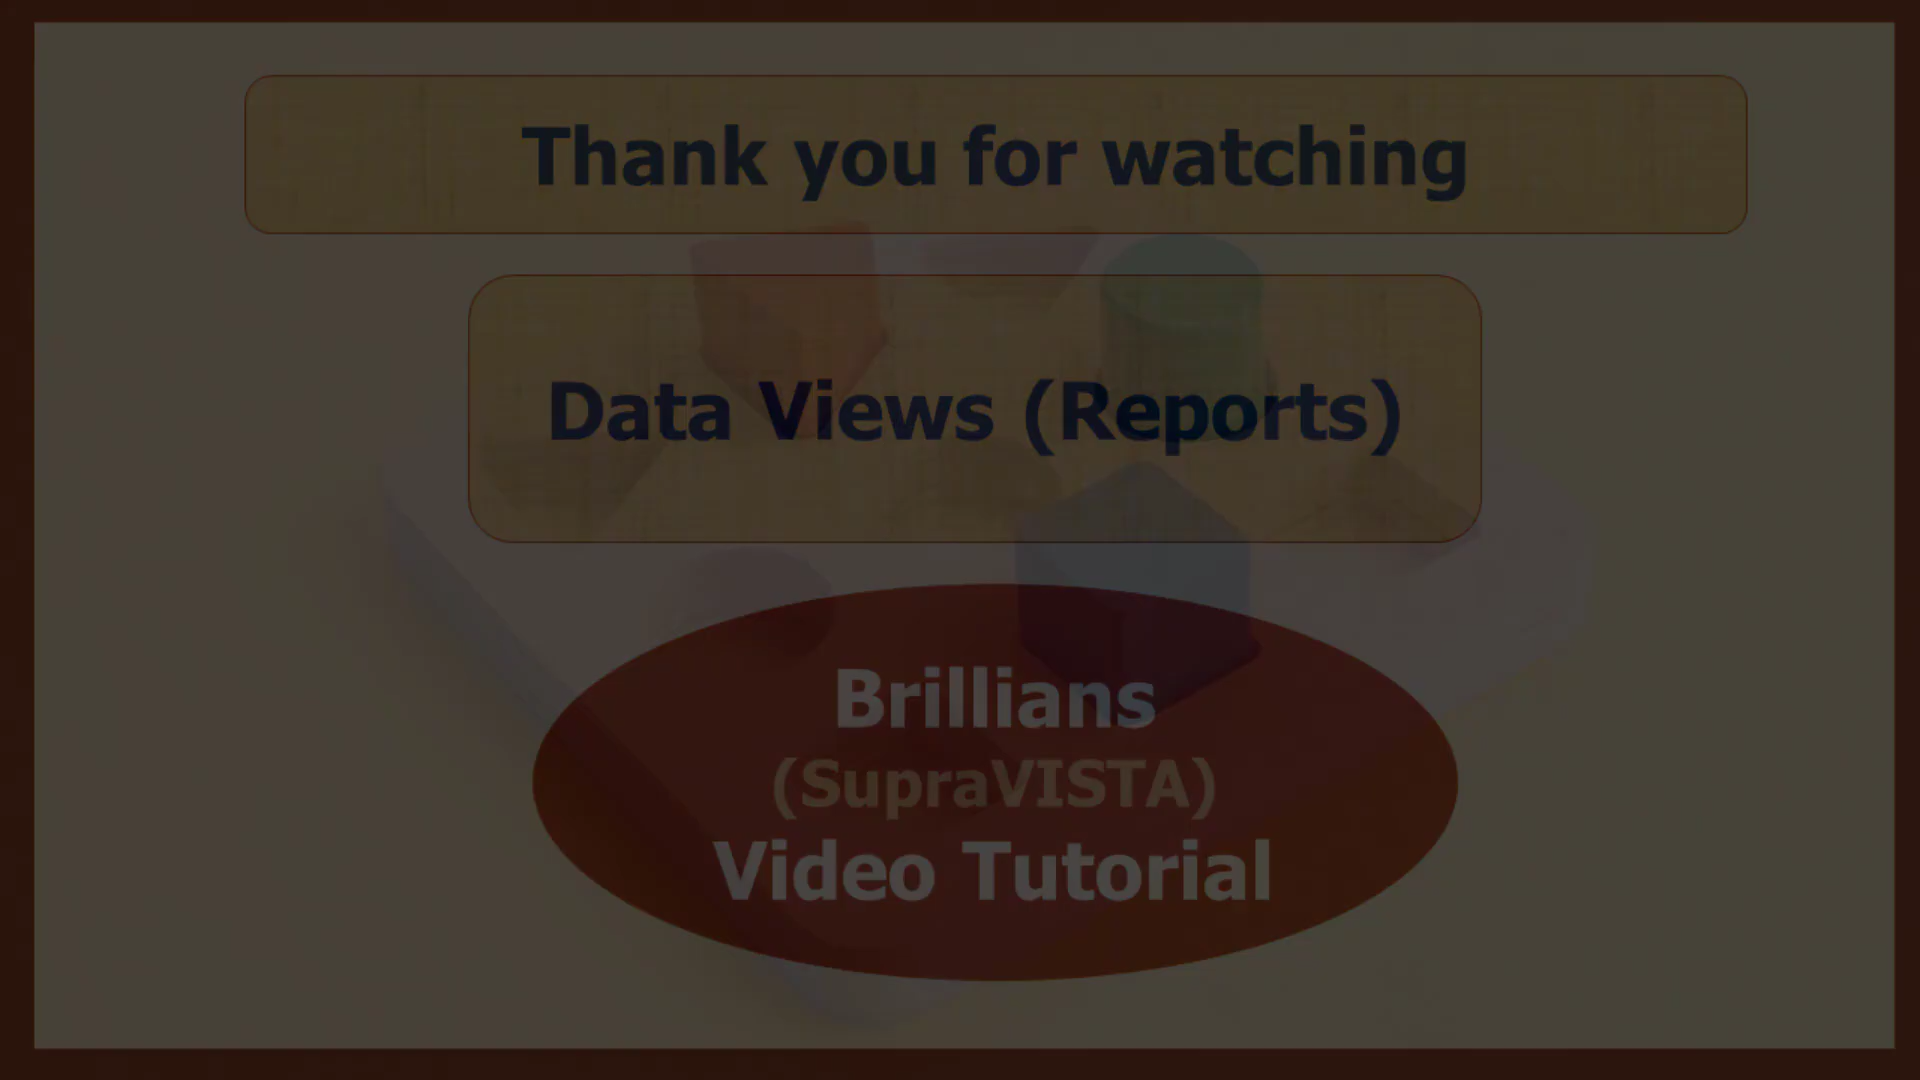 Thank you for watching
Data Views (Reports)
Brillians
(SupraVISTA)
Video Tutorial